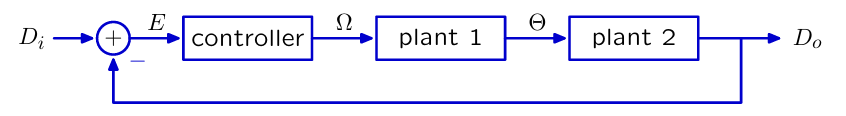 E Ω Θ
D_i + controller plant 1 plant 2 D_o
−